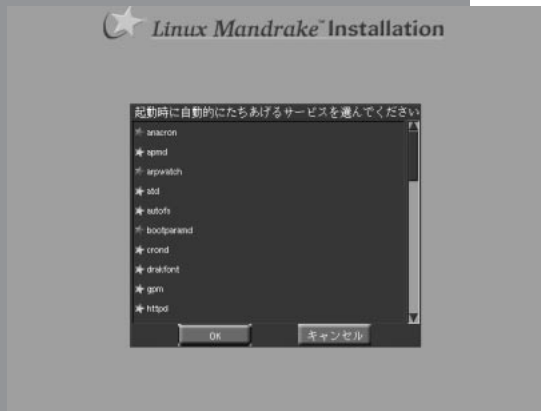 Linux Mandrake™ Installation
起動時に自動的にたちあげるサービスを選んでください
anacron
apmd
arpwatch
atd
autofs
bootparamd
crond
drakfont
gpm
httpd
OK
キャンセル